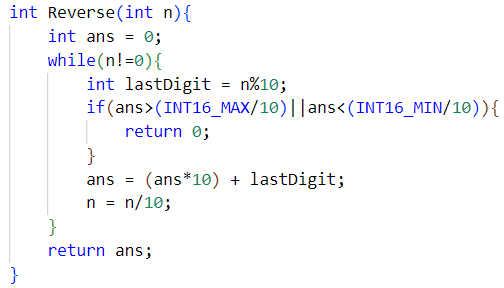 int Reverse(int n){
    int ans = 0;
    while(n!=0){
        int lastDigit = n%10;
        if(ans>(INT16_MAX/10)||ans<(INT16_MIN/10)){
            return 0;
        }
        ans = (ans*10) + lastDigit;
        n = n/10;
    }
    return ans;
}